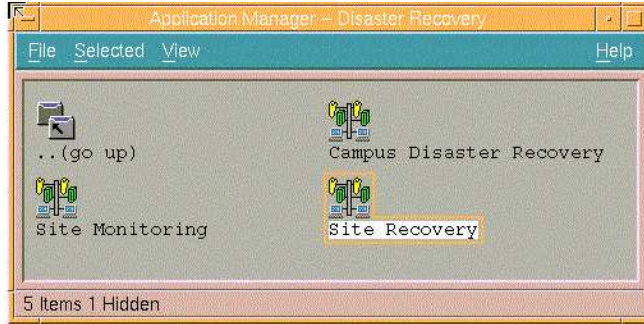 Application Manager – Disaster Recovery
File Selected View Help
..(go up)
Campus Disaster Recovery
Site Monitoring
Site Recovery
5 Items 1 Hidden